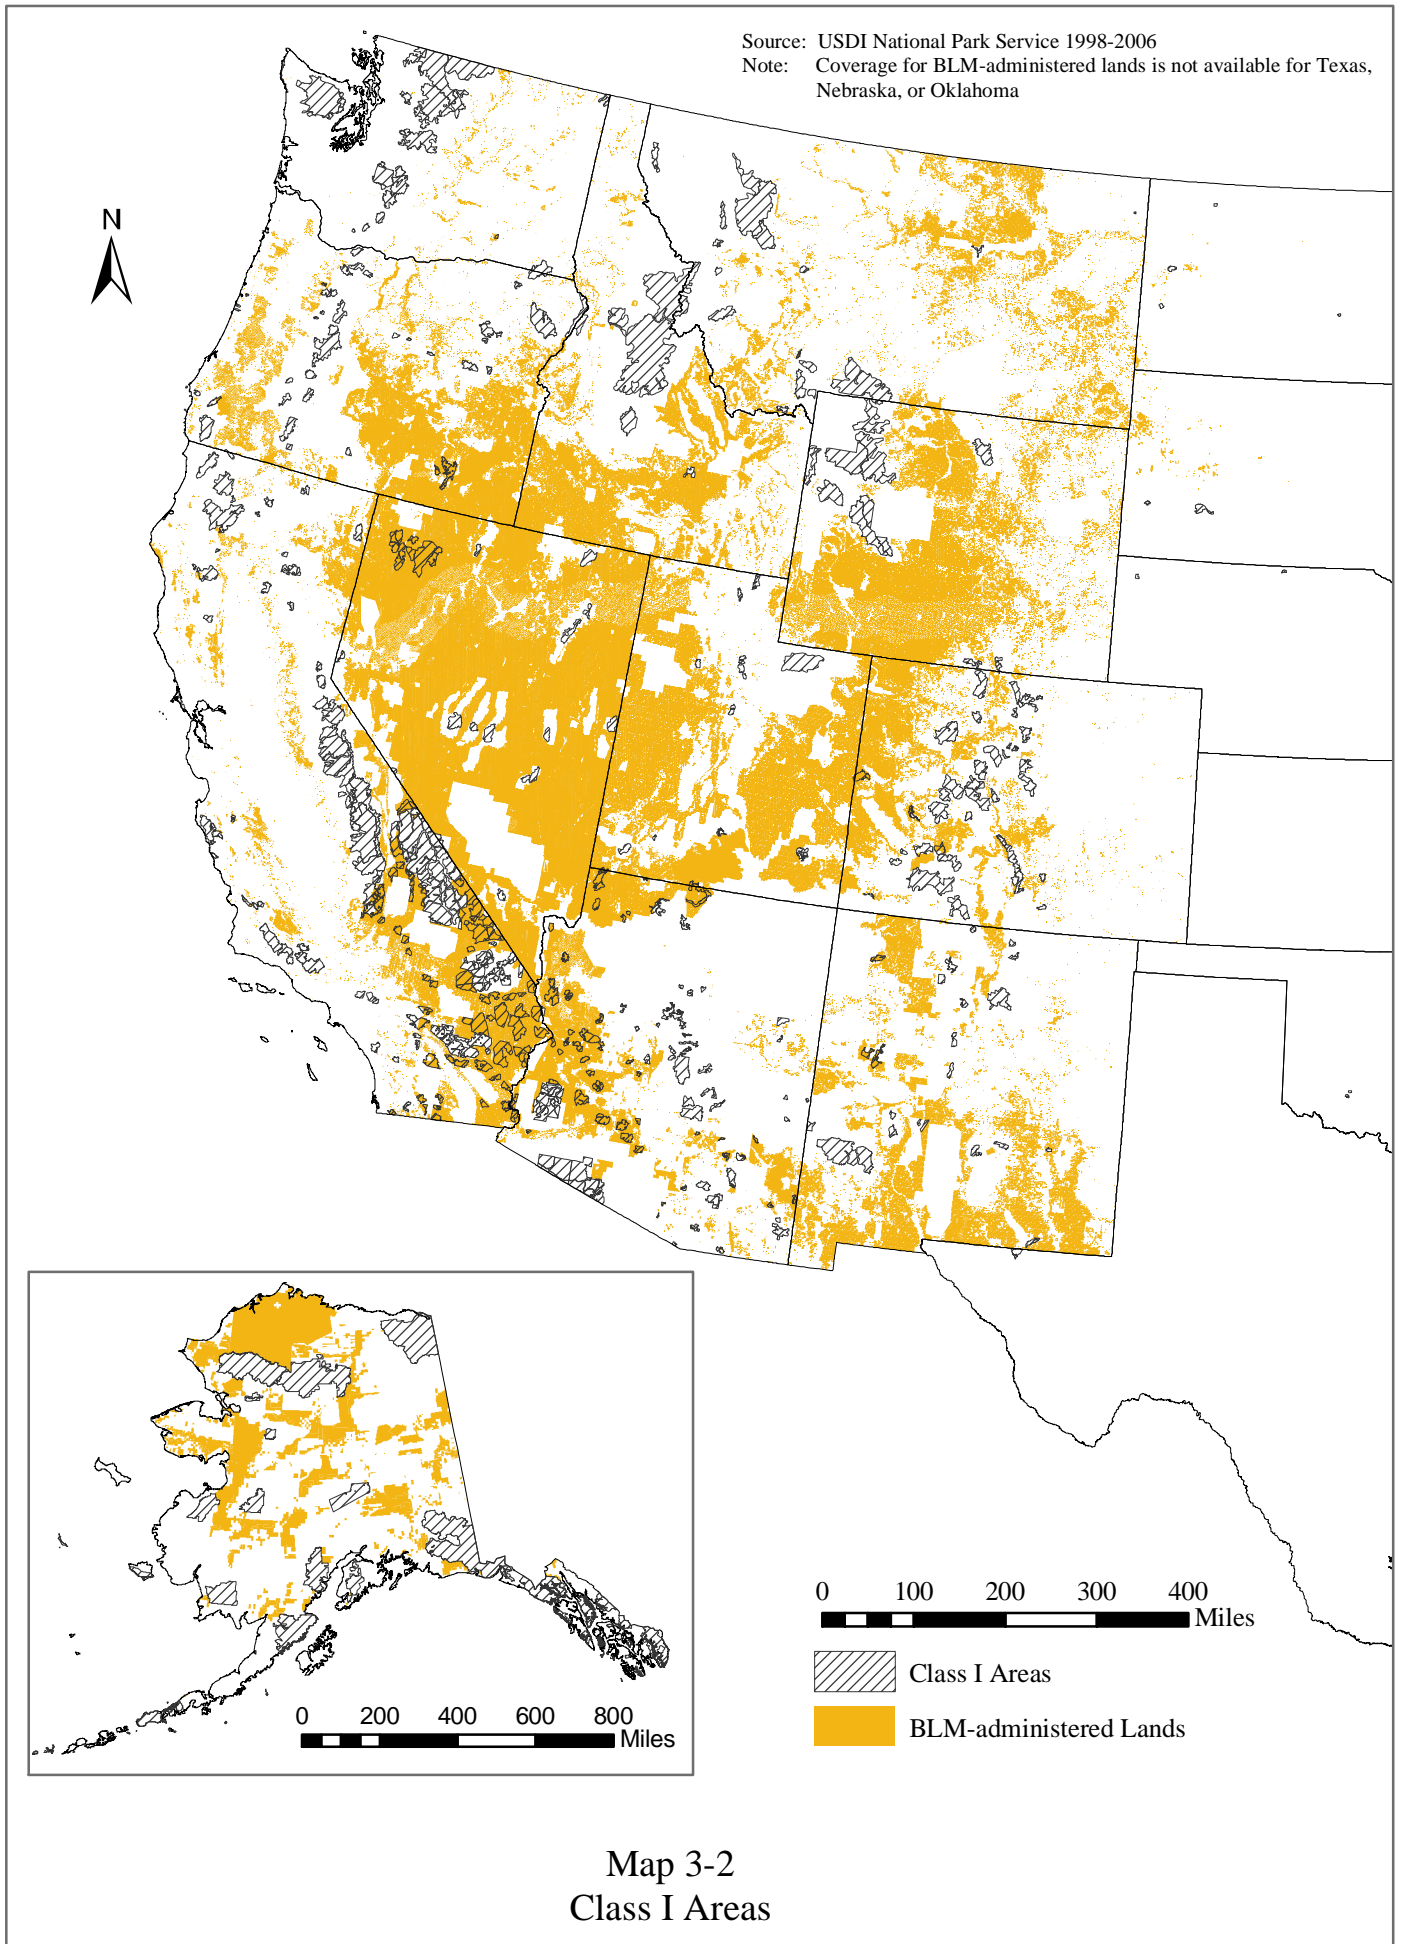 Source: USDI National Park Service 1998-2006
Note: Coverage for BLM-administered lands is not available for Texas,
Nebraska, or Oklahoma
N
0 100 200 300 400
Miles
Class I Areas
BLM-administered Lands
0 200 400 600 800
Miles
Map 3-2
Class I Areas